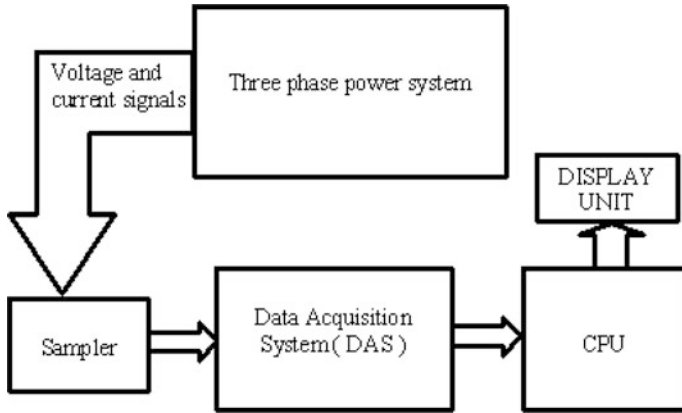 Voltage and
current signals
Three phase power system
DISPLAY
UNIT
Sampler
Data Acquisition
System ( DAS )
CPU